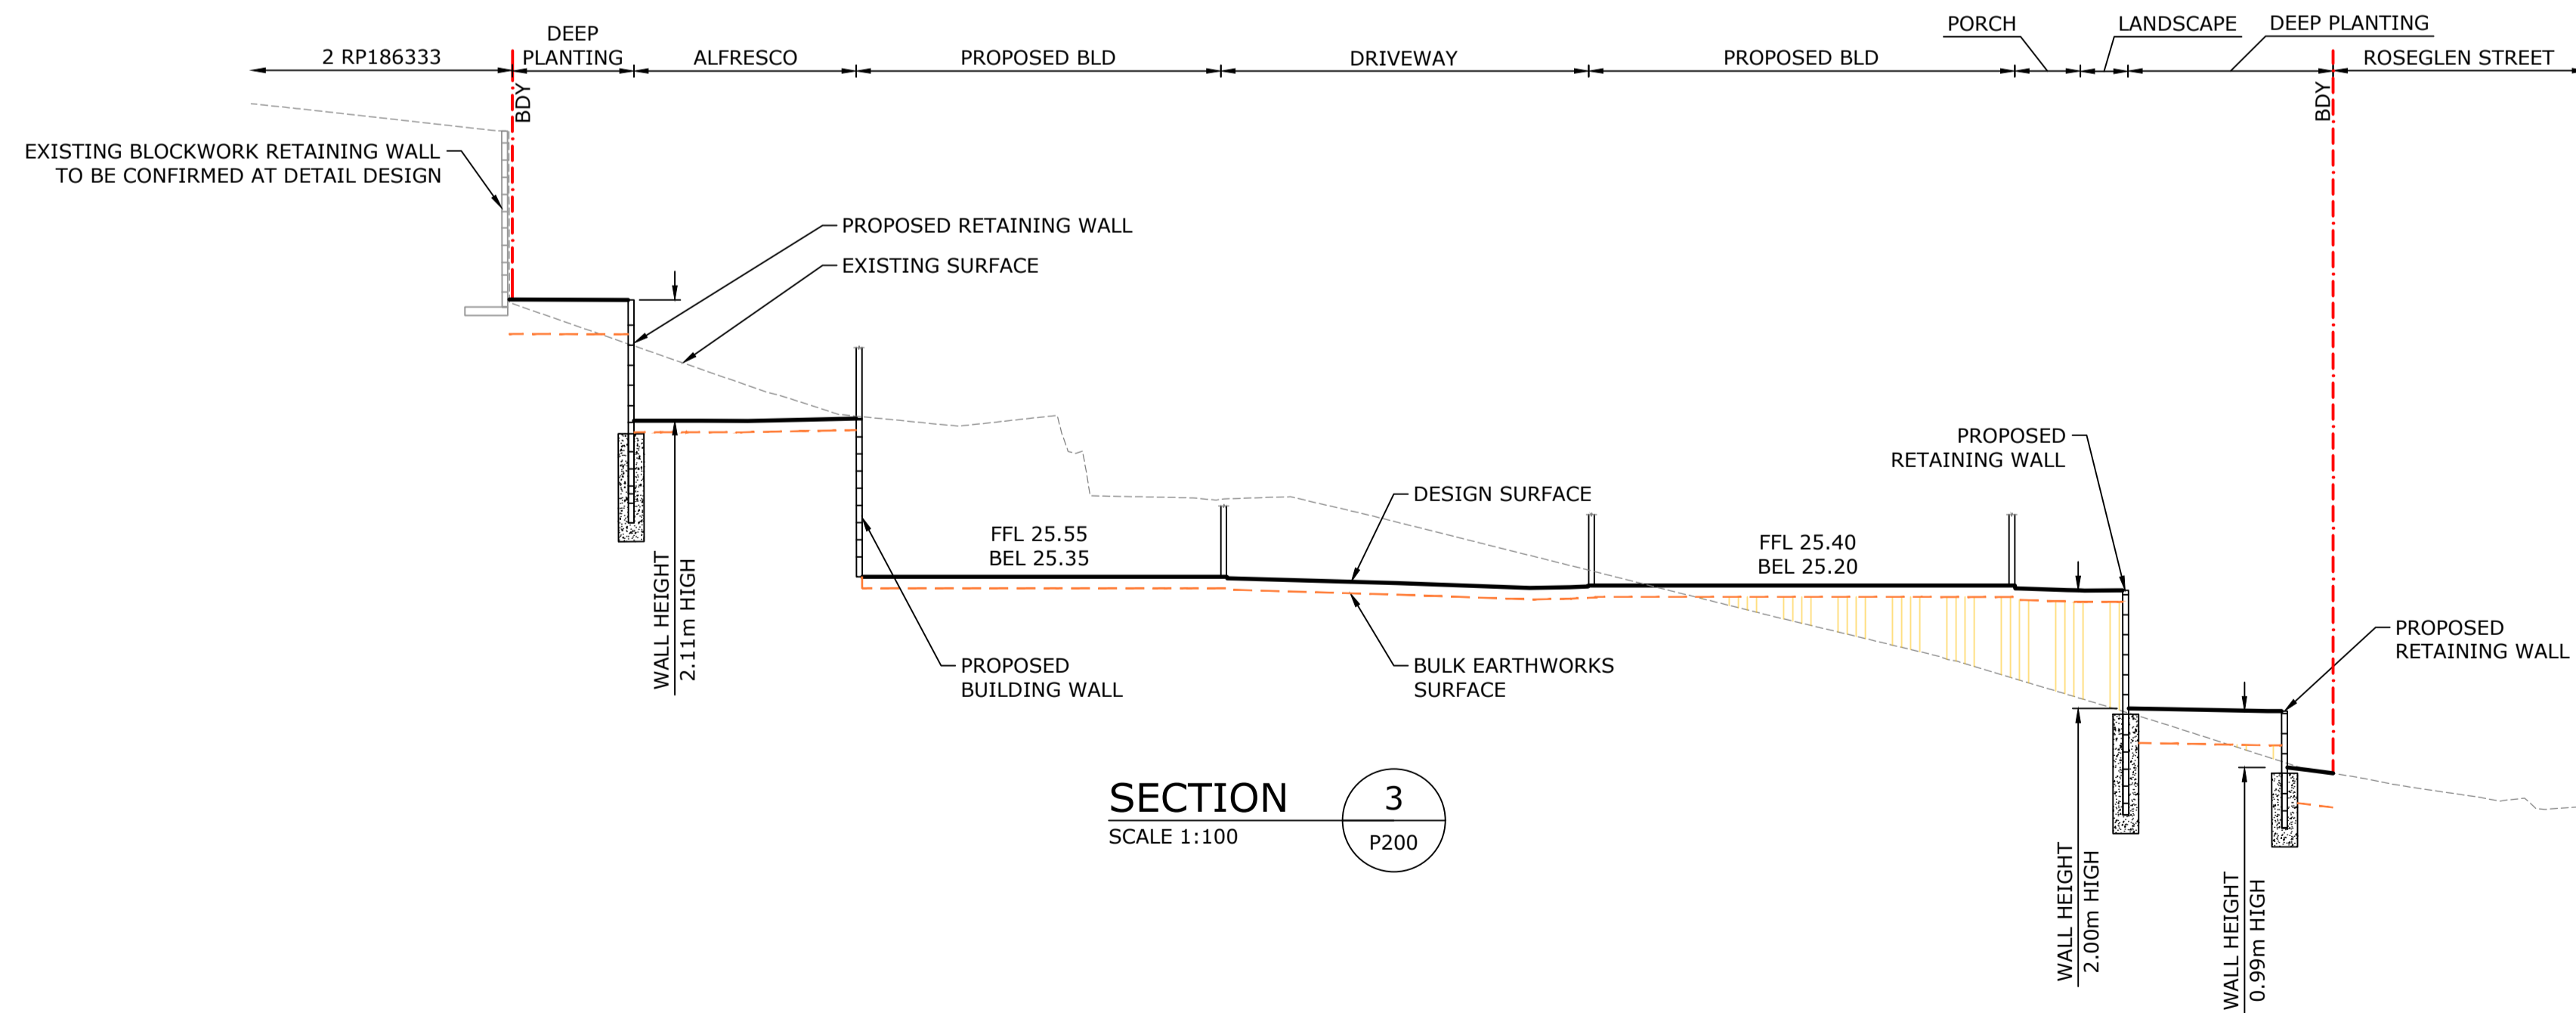 2 RP186333
DEEP
PLANTING
ALFRESCO
PROPOSED BLD
DRIVEWAY
PROPOSED BLD
PORCH
LANDSCAPE
DEEP PLANTING
ROSEGLEN STREET
BDY
BDY
EXISTING BLOCKWORK RETAINING WALL
TO BE CONFIRMED AT DETAIL DESIGN
PROPOSED RETAINING WALL
EXISTING SURFACE
PROPOSED
RETAINING WALL
DESIGN SURFACE
FFL 25.55
BEL 25.35
FFL 25.40
BEL 25.20
WALL HEIGHT
2.11m HIGH
PROPOSED
BUILDING WALL
BULK EARTHWORKS
SURFACE
PROPOSED
RETAINING WALL
SECTION
SCALE 1:100
3
P200
WALL HEIGHT
2.00m HIGH
WALL HEIGHT
0.99m HIGH